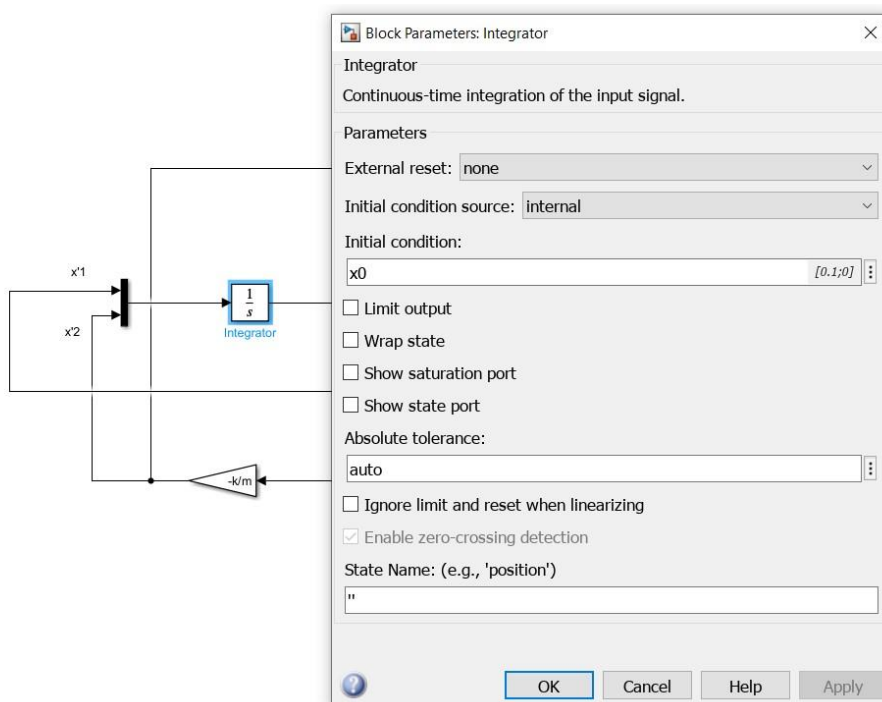 Block Parameters: Integrator
Integrator
Continuous-time integration of the input signal.
Parameters
External reset: none
Initial condition source: internal
Initial condition:
x0 [0.1;0]
Limit output
Wrap state
Show saturation port
Show state port
Absolute tolerance:
auto
Ignore limit and reset when linearizing
Enable zero-crossing detection
State Name: (e.g., 'position')
''
OK Cancel Help Apply
x'1
x'2
1
s
Integrator
-k/m